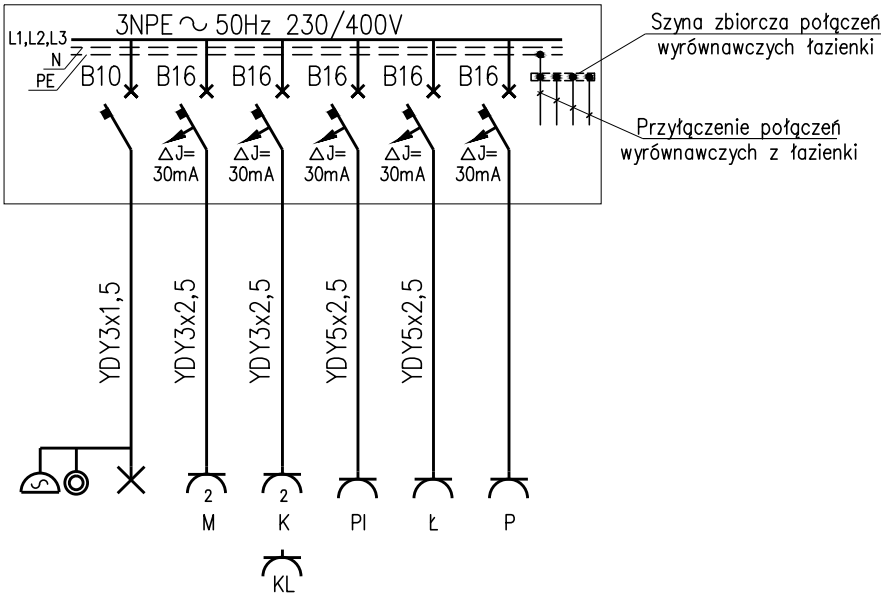 3NPE ~ 50Hz 230/400V
L1,L2,L3
N
PE
Szyna zbiorcza połączeń
wyrównawczych łazienki
B10 B16 B16 B16 B16 B16
Przyłączenie połączeń
wyrównawczych z łazienki
ΔJ= ΔJ= ΔJ= ΔJ= ΔJ=
30mA 30mA 30mA 30mA 30mA
YDY3x1,5
YDY3x2,5
YDY3x2,5
YDY5x2,5
YDY5x2,5
2 2
M K PI Ł P
KL